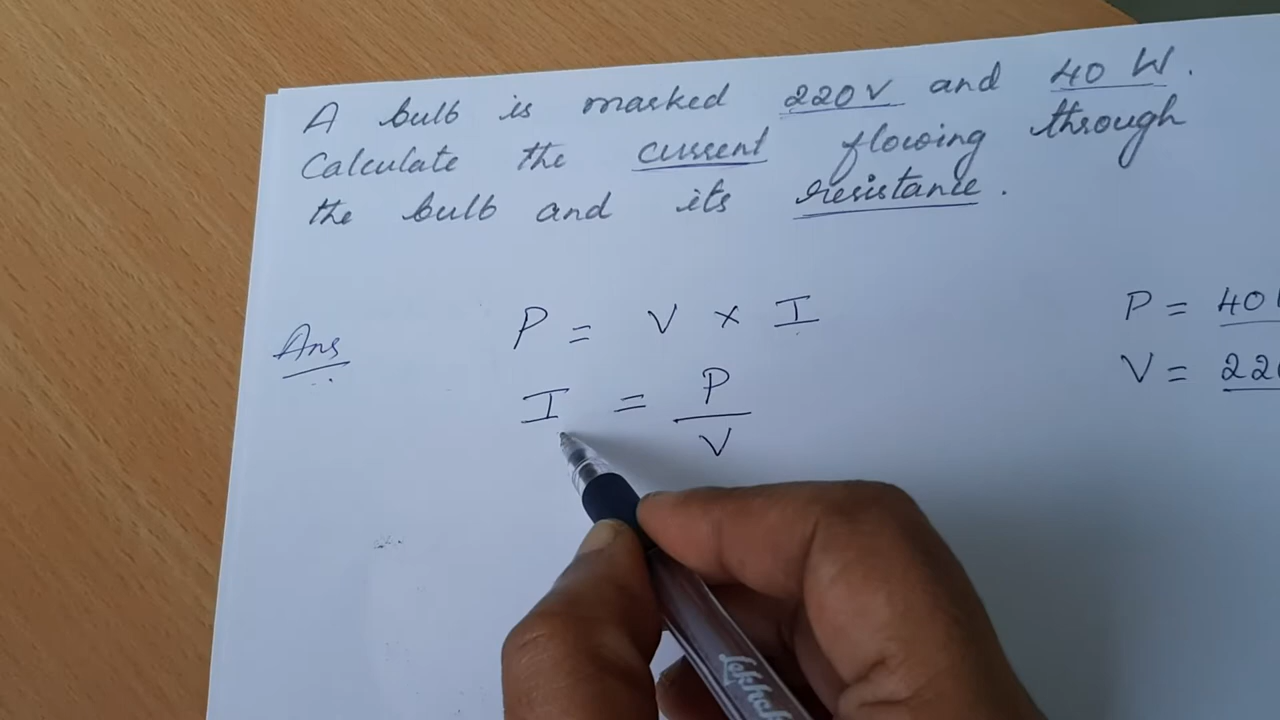 A bulb is marked 220V and 40 W.
Calculate the current flowing through
the bulb and its resistance.
Ans
P = V × I
I = P
V
P = 40
V = 22
Lekhak